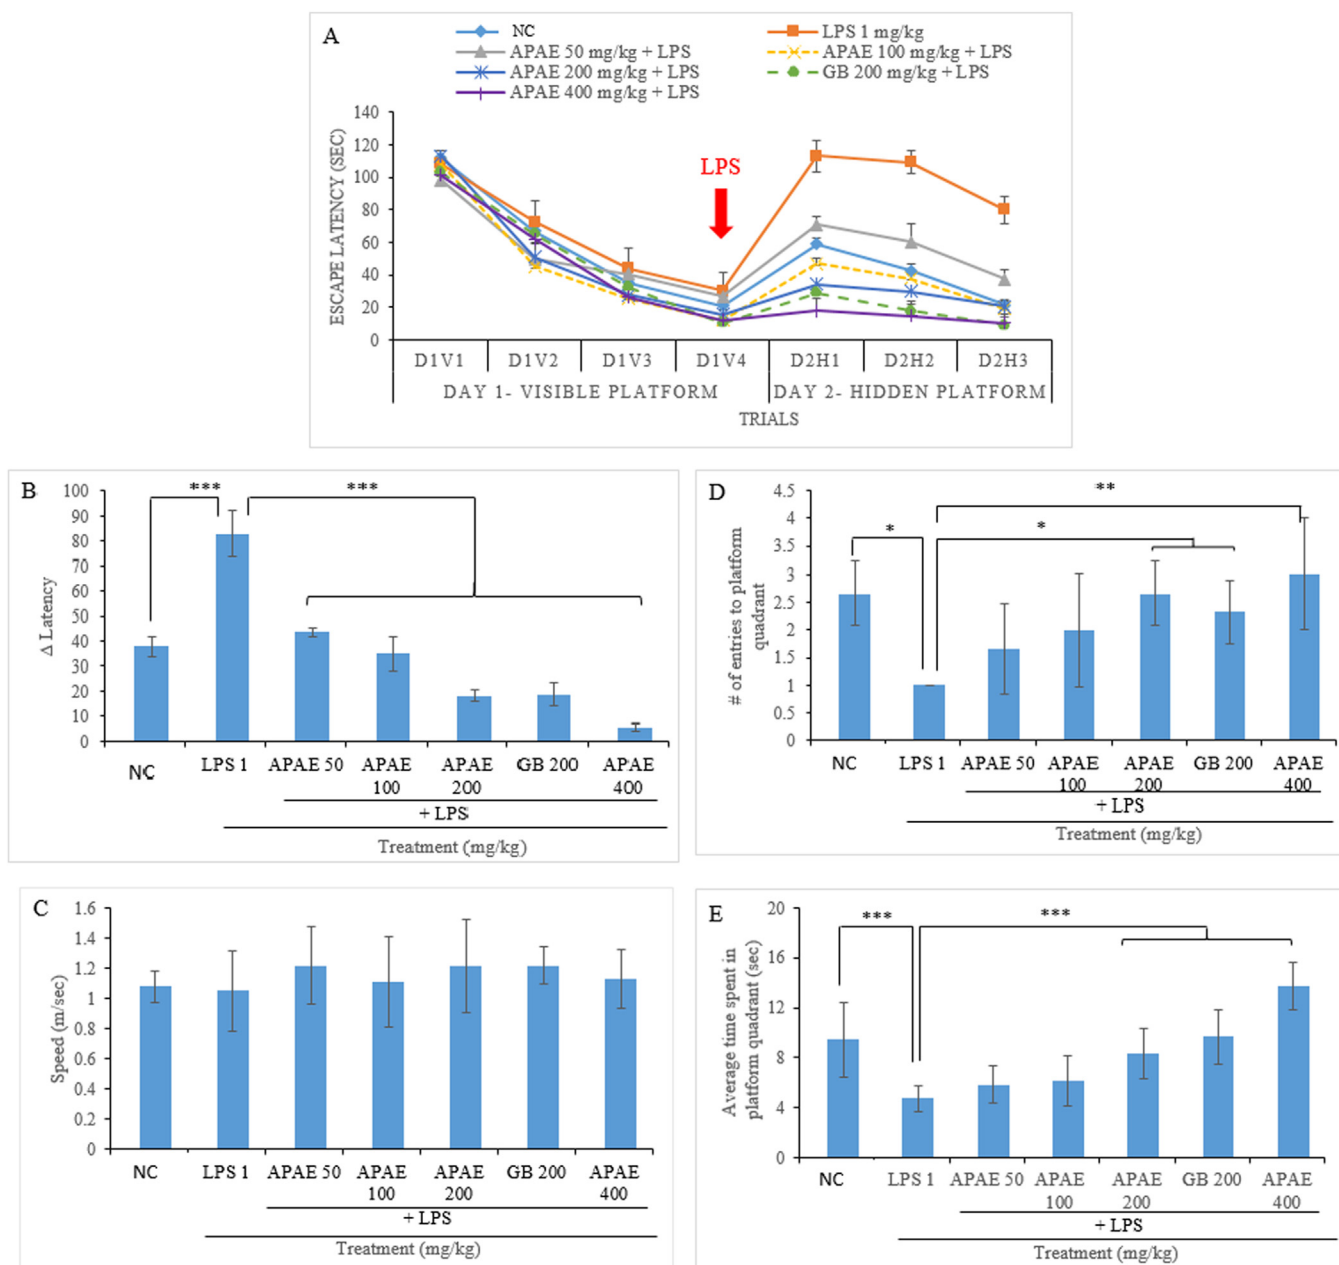 A
NC
LPS 1 mg/kg
APAE 50 mg/kg + LPS
APAE 100 mg/kg + LPS
APAE 200 mg/kg + LPS
GB 200 mg/kg + LPS
APAE 400 mg/kg + LPS
ESCAPE LATENCY (SEC)
140
120
100
80
60
40
20
0
LPS
D1V1 D1V2 D1V3 D1V4 D2H1 D2H2 D2H3
DAY 1- VISIBLE PLATFORM DAY 2- HIDDEN PLATFORM
TRIALS
B
Δ Latency
100
90
80
70
60
50
40
30
20
10
0
*** ***
NC LPS 1 APAE 50 APAE 100 APAE 200 GB 200 APAE 400
+ LPS
Treatment (mg/kg)
D
# of entries to platform
quadrant
4.5
4
3.5
3
2.5
2
1.5
1
0.5
0
**
* *
NC LPS 1 APAE 50 APAE 100 APAE 200 GB 200 APAE 400
+ LPS
Treatment (mg/kg)
C
Speed (m/sec)
1.6
1.4
1.2
1
0.8
0.6
0.4
0.2
0
NC LPS 1 APAE 50 APAE 100 APAE 200 GB 200 APAE 400
+ LPS
Treatment (mg/kg)
E
Average time spent in
platform quadrant (sec)
20
16
12
8
4
0
*** ***
NC LPS 1 APAE 50 APAE 100 APAE 200 GB 200 APAE 400
+ LPS
Treatment (mg/kg)